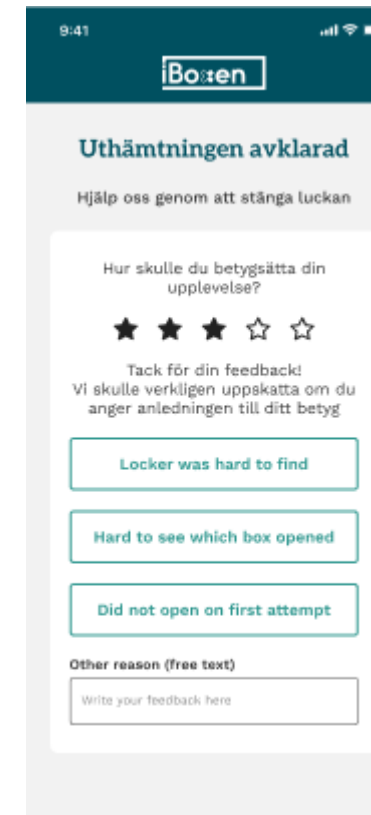 9:41
iBoxen
Uthämtningen avklarad
Hjälp oss genom att stänga luckan
Hur skulle du betygsätta din
upplevelse?
Tack för din feedback!
Vi skulle verkligen uppskatta om du
anger anledningen till ditt betyg
Locker was hard to find
Hard to see which box opened
Did not open on first attempt
Other reason (free text)
Write your feedback here